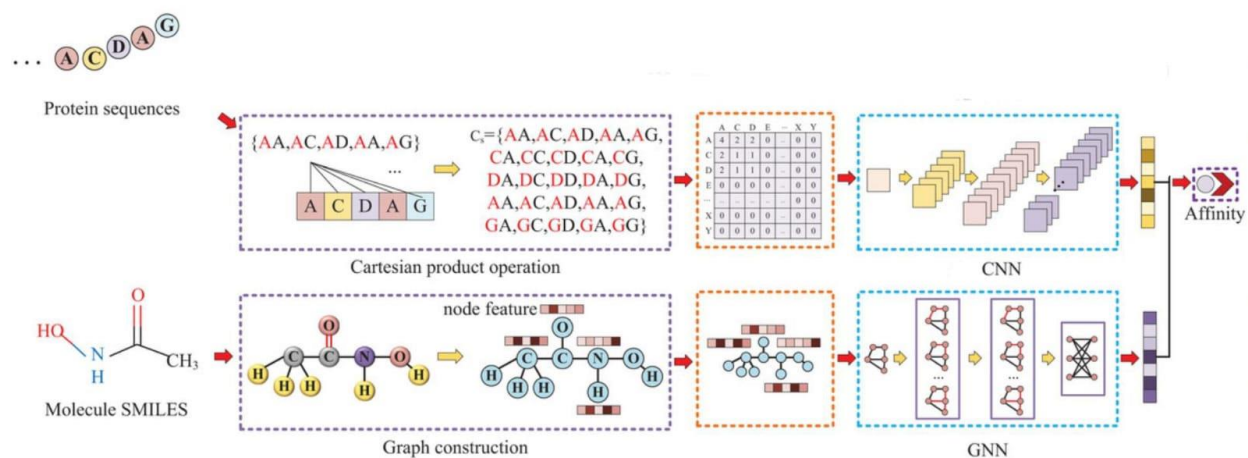 ... A C D A G
Protein sequences
{AA,AC,AD,AA,AG}
...
A C D A G
Cs={AA,AC,AD,AA,AG,
CA,CC,CD,CA,CG,
DA,DC,DD,DA,DG,
AA,AC,AD,AA,AG,
GA,GC,GD,GA,GG}
Cartesian product operation
A C D E ... X Y
A 4 2 2 0 ... 0 0
C 2 1 1 0 ... 0 0
D 2 1 1 0 ... 0 0
E 0 0 0 0 ... 0 0
... ... ... ... ... ... ... ...
X 0 0 0 0 ... 0 0
Y 0 0 0 0 ... 0 0
CNN
Affinity
HO
O
N
H
CH3
Molecule SMILES
O
C C N O
H H H H H
node feature
O
C C N O
H H H H H
Graph construction
...
...
GNN